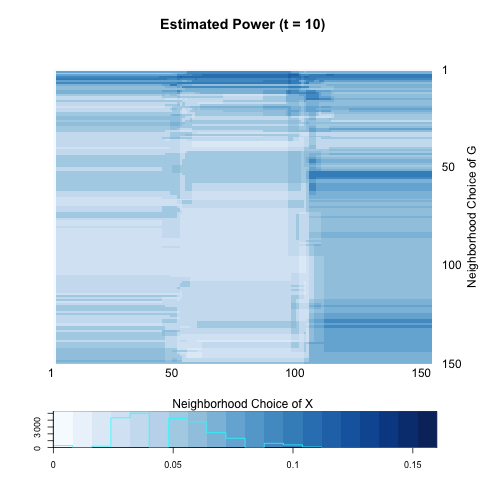 Estimated Power (t = 10)
1
50
100
150
Neighborhood Choice of G
1 50 100 150
Neighborhood Choice of X
0 3000
0 0.05 0.1 0.15